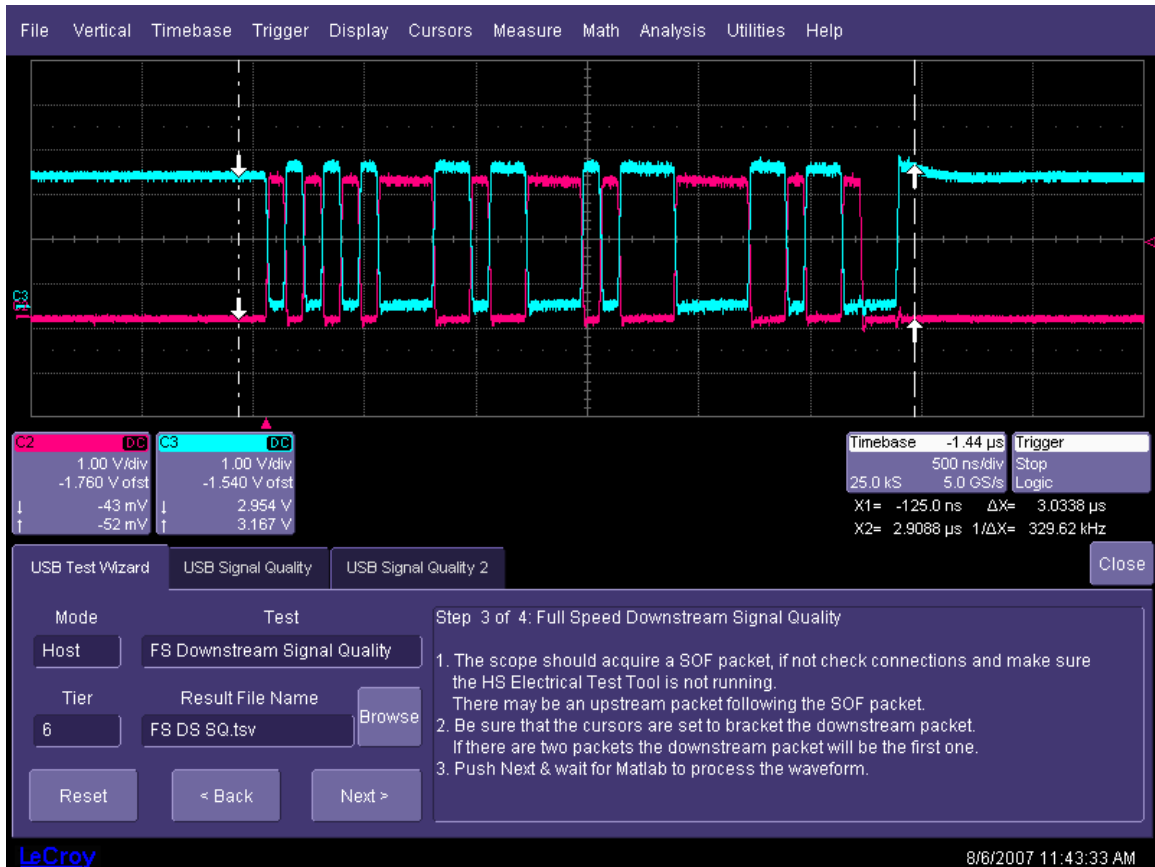 File Vertical Timebase Trigger Display Cursors Measure Math Analysis Utilities Help
C3
C2 DC C3 DC
1.00 V/div 1.00 V/div
-1.760 V ofst -1.540 V ofst
↓ -43 mV ↓ 2.954 V
↑ -52 mV ↑ 3.167 V
Timebase -1.44 µs Trigger
500 ns/div Stop
25.0 kS 5.0 GS/s Logic
X1= -125.0 ns ΔX= 3.0338 µs
X2= 2.9088 µs 1/ΔX= 329.62 kHz
USB Test Wizard USB Signal Quality USB Signal Quality 2 Close
Mode Test
Host FS Downstream Signal Quality
Tier Result File Name
6 FS DS SQ.tsv Browse
Reset < Back Next >
Step 3 of 4: Full Speed Downstream Signal Quality
1. The scope should acquire a SOF packet, if not check connections and make sure
the HS Electrical Test Tool is not running.
There may be an upstream packet following the SOF packet.
2. Be sure that the cursors are set to bracket the downstream packet.
If there are two packets the downstream packet will be the first one.
3. Push Next & wait for Matlab to process the waveform.
LeCroy 8/6/2007 11:43:33 AM